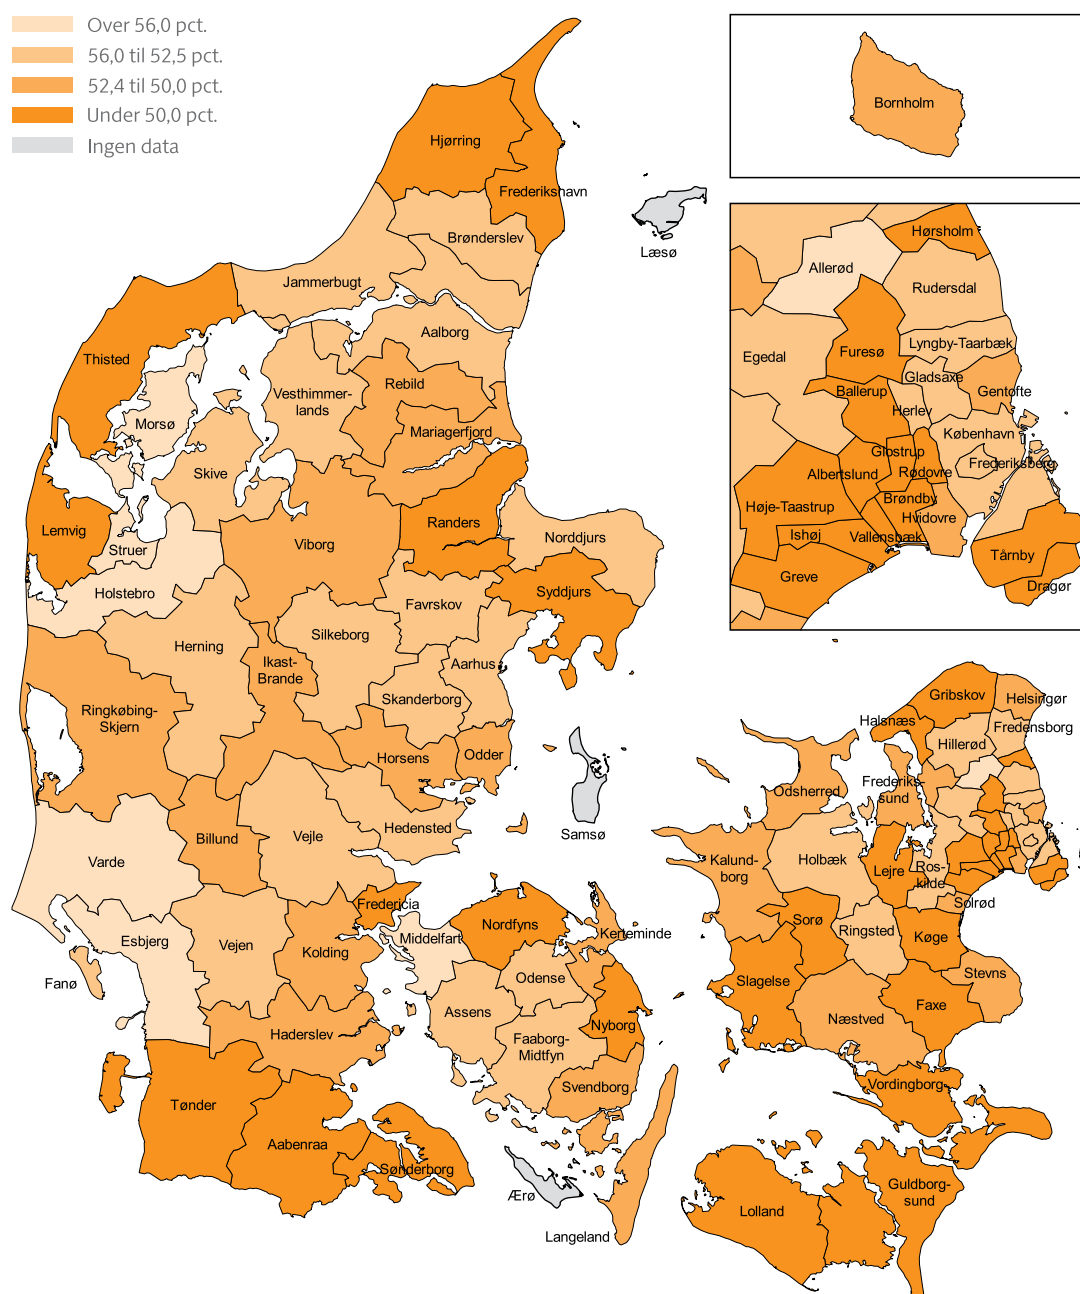 Over 56,0 pct.
56,0 til 52,5 pct.
52,4 til 50,0 pct.
Under 50,0 pct.
Ingen data
Bornholm
Hjørring
Frederikshavn
Brønderslev
Læsø
Jammerbugt
Aalborg
Thisted
Rebild
Vesthimmer-
lands
Morsø
Mariagerfjord
Skive
Lemvig
Randers
Struer
Viborg
Norddjurs
Holstebro
Favrskov
Syddjurs
Silkeborg
Herning
Ikast-
Brande
Aarhus
Skanderborg
Ringkøbing-
Skjern
Horsens
Odder
Samsø
Hedensted
Billund
Vejle
Varde
Fredericia
Nordfyns
Middelfart
Kerteminde
Esbjerg
Vejen
Kolding
Fanø
Odense
Assens
Nyborg
Haderslev
Faaborg-
Midtfyn
Svendborg
Tønder
Aabenraa
Sønderborg
Ærø
Langeland
Hørsholm
Allerød
Rudersdal
Lyngby-Taarbæk
Egedal
Furesø
Gladsaxe
Ballerup
Gentofte
Herlev
København
Glostrup
Frederiksberg
Albertslund
Rødovre
Brøndby
Høje-Taastrup
Hvidovre
Ishøj
Vallensbæk
Tårnby
Greve
Dragør
Gribskov
Helsingør
Halsnæs
Fredensborg
Hillerød
Frederiks-
sund
Odsherred
Kalund-
borg
Holbæk
Lejre
Ros-
kilde
Solrød
Sorø
Ringsted
Køge
Stevns
Slagelse
Faxe
Næstved
Vordingborg
Guldborg-
sund
Lolland